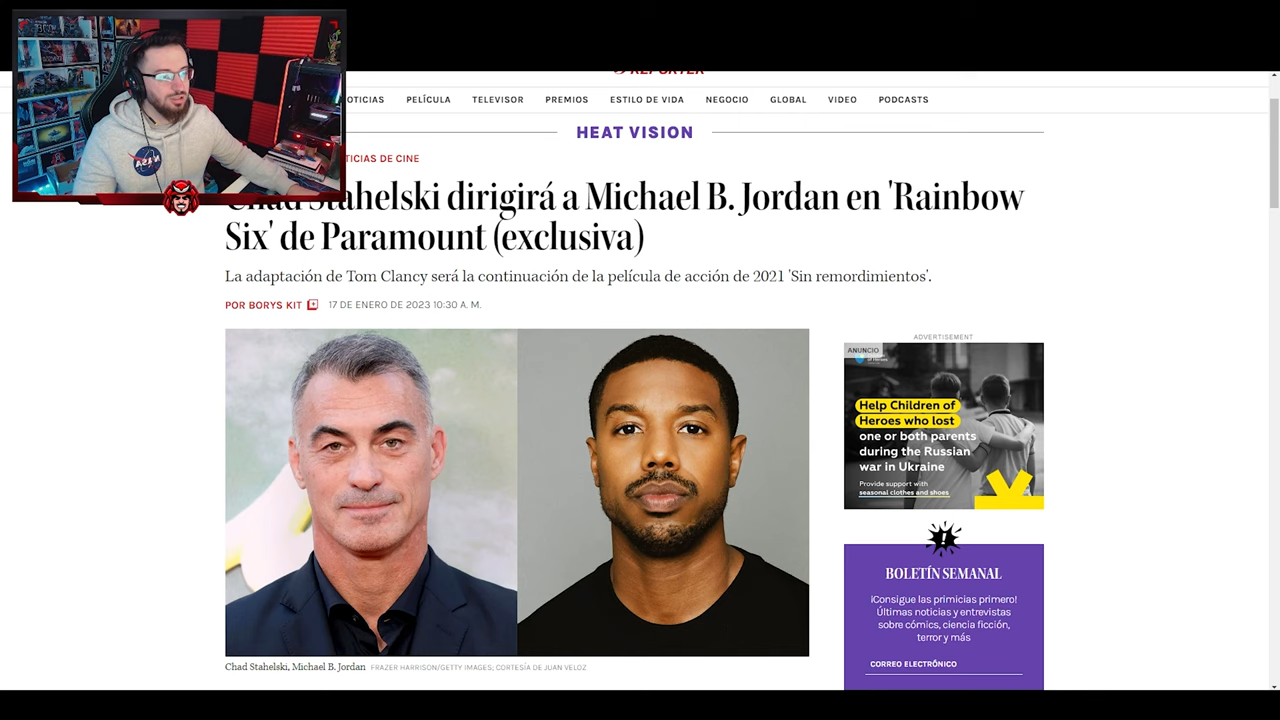 REPORTER
NOTICIAS PELÍCULA TELEVISOR PREMIOS ESTILO DE VIDA NEGOCIO GLOBAL VIDEO PODCASTS
HEAT VISION
TICIAS DE CINE
Chad Stahelski dirigirá a Michael B. Jordan en 'Rainbow
Six' de Paramount (exclusiva)
La adaptación de Tom Clancy será la continuación de la película de acción de 2021 'Sin remordimientos'.
POR BORYS KIT 17 DE ENERO DE 2023 10:30 A. M.
ADVERTISEMENT
ANUNCIO
Help Children of
Heroes who lost
one or both parents
during the Russian
war in Ukraine
Provide support with
seasonal clothes and shoes
BOLETÍN SEMANAL
¡Consigue las primicias primero!
Últimas noticias y entrevistas
sobre cómics, ciencia ficción,
terror y más
CORREO ELECTRÓNICO
Chad Stahelski, Michael B. Jordan FRAZER HARRISON/GETTY IMAGES; CORTESÍA DE JUAN VELOZ
NASA